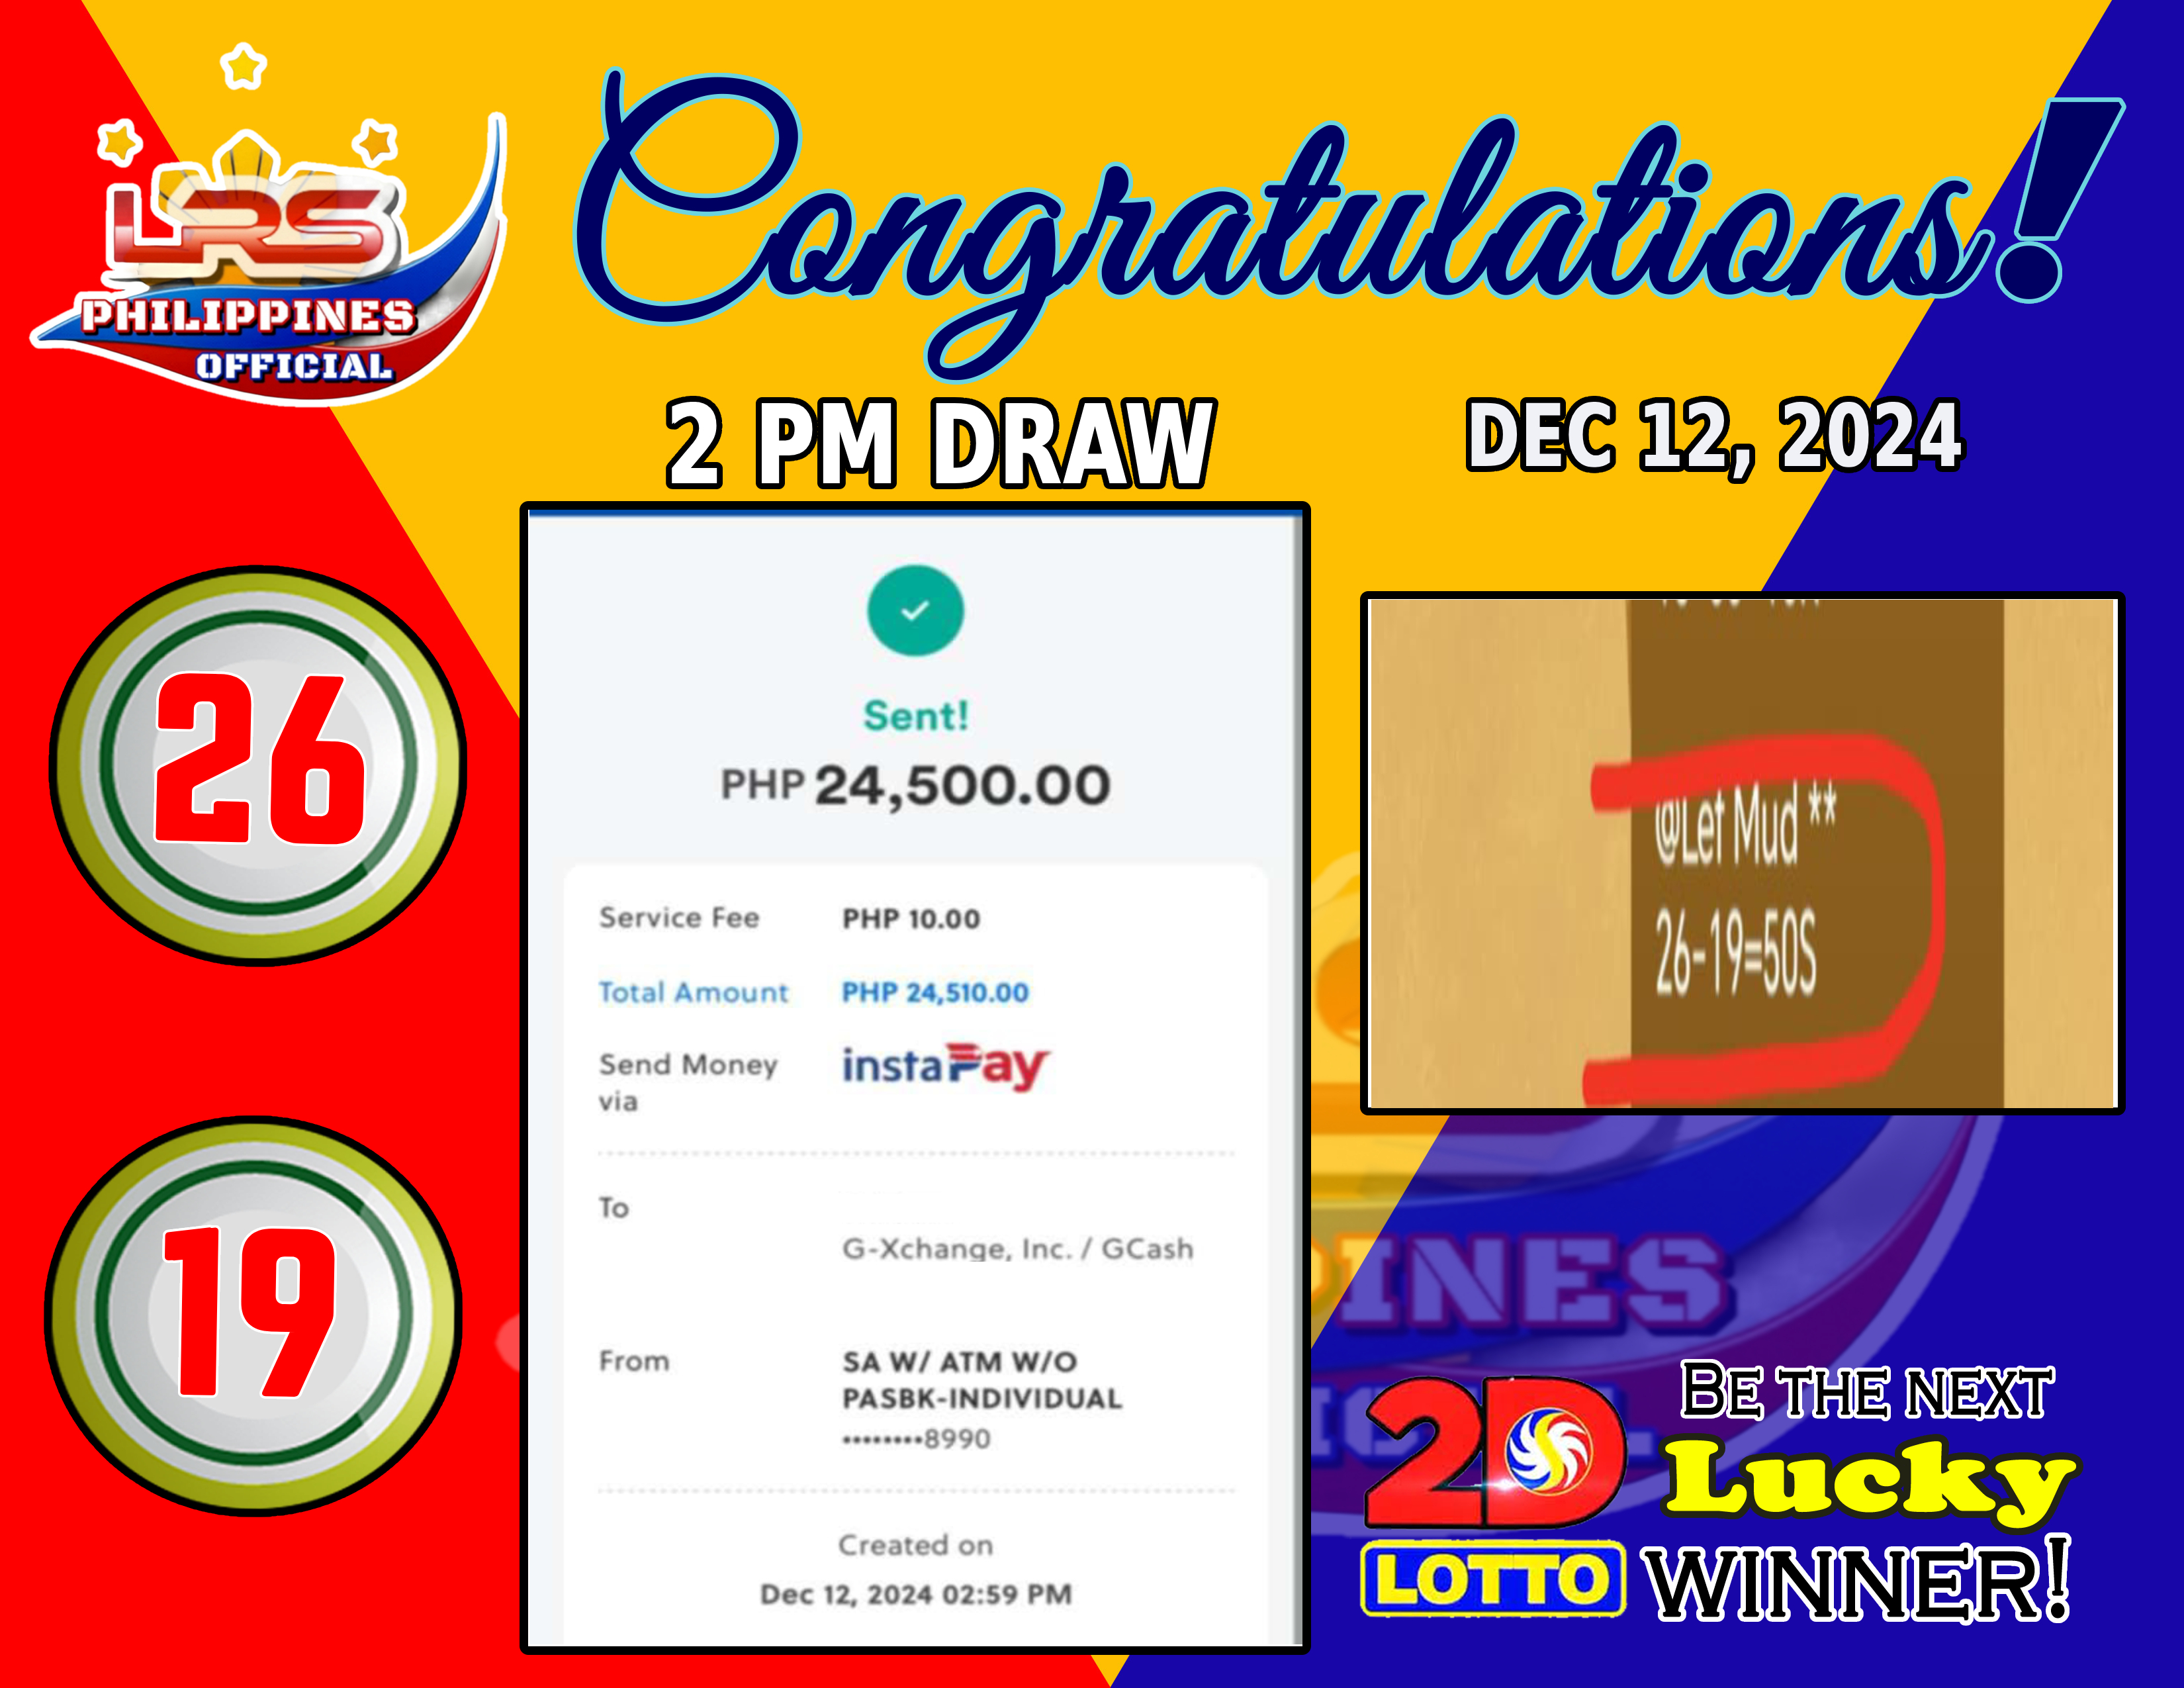 LRS
PHILIPPINES
OFFICIAL
Congratulations!
2 PM DRAW
DEC 12, 2024
26
19
Sent!
PHP 24,500.00
Service Fee PHP 10.00
Total Amount PHP 24,510.00
Send Money via instaPay
To
G-Xchange, Inc. / GCash
From SA W/ ATM W/O
PASBK-INDIVIDUAL
••••••••8990
Created on
Dec 12, 2024 02:59 PM
@Let Mud **
26-19=50S
PINES
2D
LOTTO
BE THE NEXT
Lucky
WINNER!